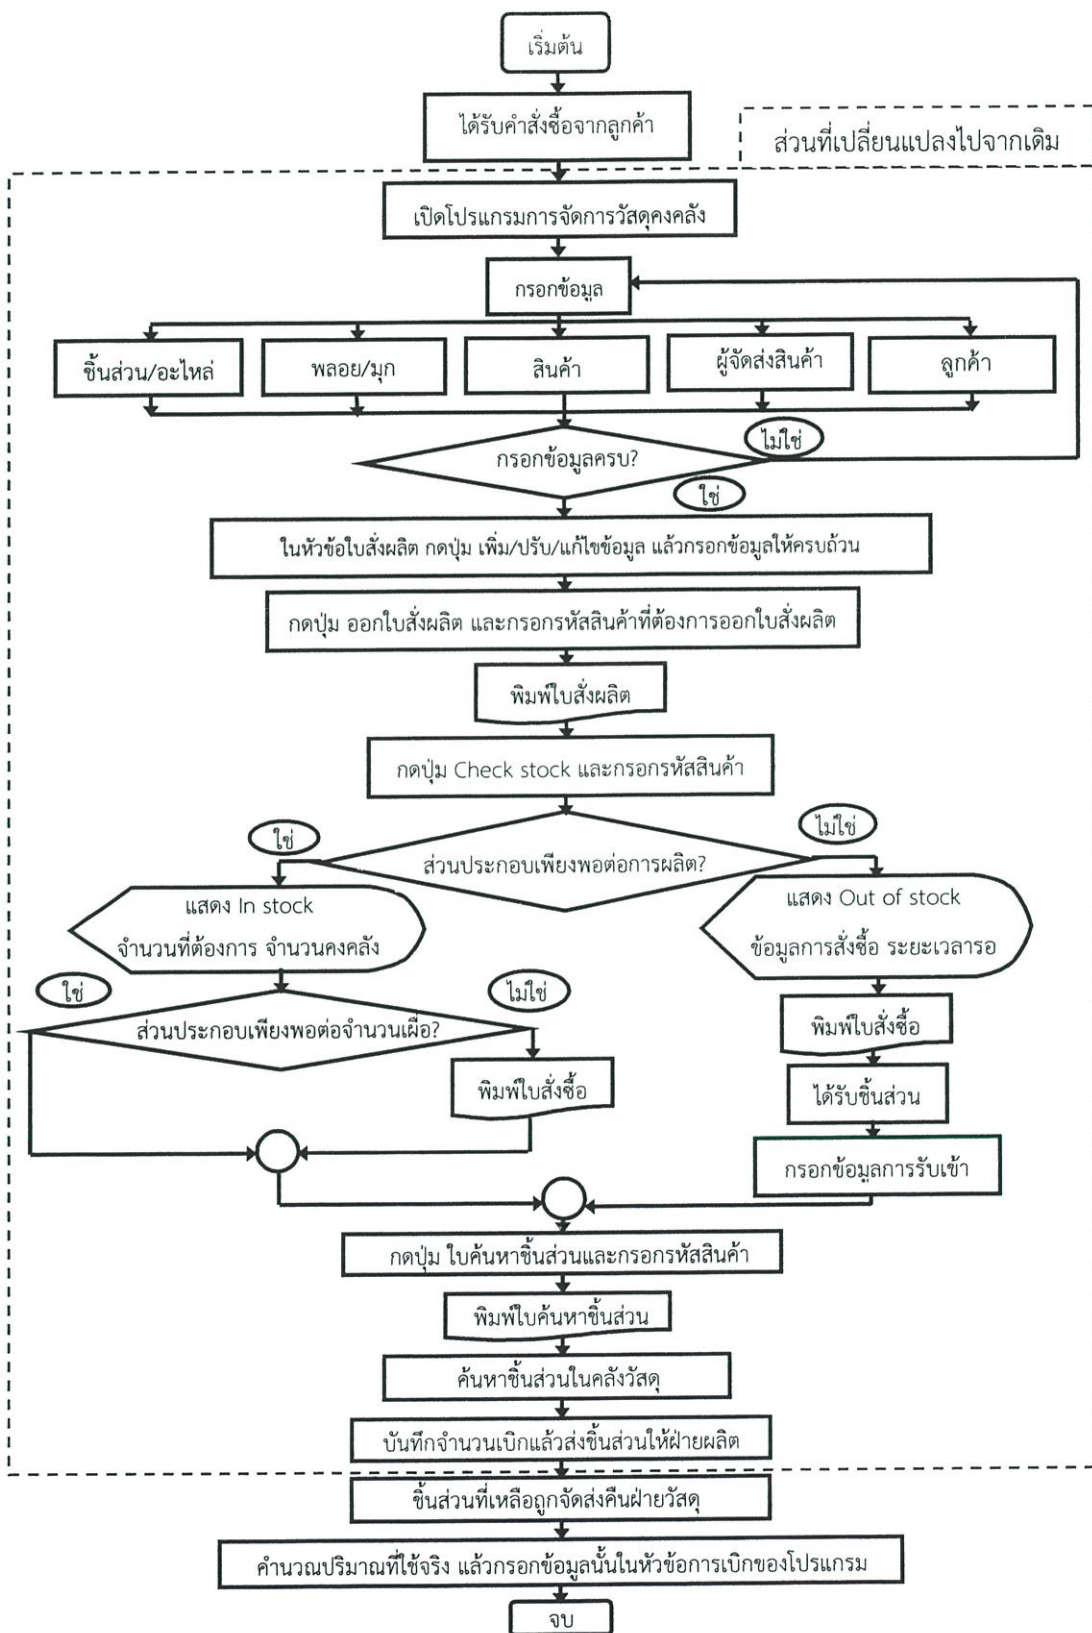 เริ่มต้น
ได้รับคำสั่งซื้อจากลูกค้า
ส่วนที่เปลี่ยนแปลงไปจากเดิม
เปิดโปรแกรมการจัดการวัสดุคงคลัง
กรอกข้อมูล
ชิ้นส่วน/อะไหล่
พลอย/มุก
สินค้า
ผู้จัดส่งสินค้า
ลูกค้า
กรอกข้อมูลครบ?
ไม่ใช่
ใช่
ในหัวข้อใบสั่งผลิต กดปุ่ม เพิ่ม/ปรับ/แก้ไขข้อมูล แล้วกรอกข้อมูลให้ครบถ้วน
กดปุ่ม ออกใบสั่งผลิต และกรอกรหัสสินค้าที่ต้องการออกใบสั่งผลิต
พิมพ์ใบสั่งผลิต
กดปุ่ม Check stock และกรอกรหัสสินค้า
ใช่
ส่วนประกอบเพียงพอต่อการผลิต?
ไม่ใช่
แสดง In stock
จำนวนที่ต้องการ จำนวนคงคลัง
แสดง Out of stock
ข้อมูลการสั่งซื้อ ระยะเวลารอ
ใช่
ส่วนประกอบเพียงพอต่อจำนวนเผื่อ?
ไม่ใช่
พิมพ์ใบสั่งซื้อ
พิมพ์ใบสั่งซื้อ
ได้รับชิ้นส่วน
กรอกข้อมูลการรับเข้า
กดปุ่ม ใบค้นหาชิ้นส่วนและกรอกรหัสสินค้า
พิมพ์ใบค้นหาชิ้นส่วน
ค้นหาชิ้นส่วนในคลังวัสดุ
บันทึกจำนวนเบิกแล้วส่งชิ้นส่วนให้ฝ่ายผลิต
ชิ้นส่วนที่เหลือถูกจัดส่งคืนฝ่ายวัสดุ
คำนวณปริมาณที่ใช้จริง แล้วกรอกข้อมูลนั้นในหัวข้อการเบิกของโปรแกรม
จบ